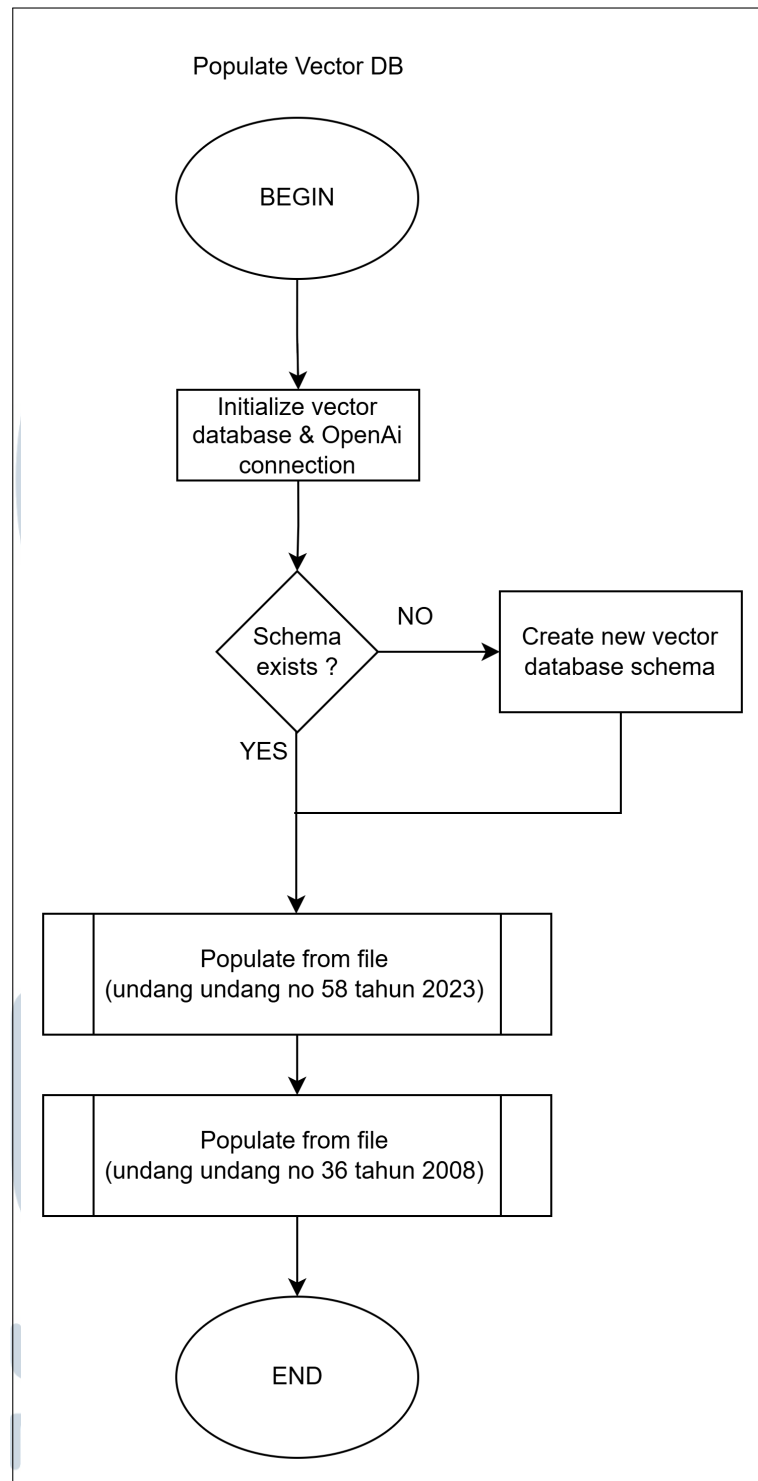 Populate Vector DB
BEGIN
Initialize vector
database & OpenAi
connection
Schema
exists ?
NO
Create new vector
database schema
YES
Populate from file
(undang undang no 58 tahun 2023)
Populate from file
(undang undang no 36 tahun 2008)
END